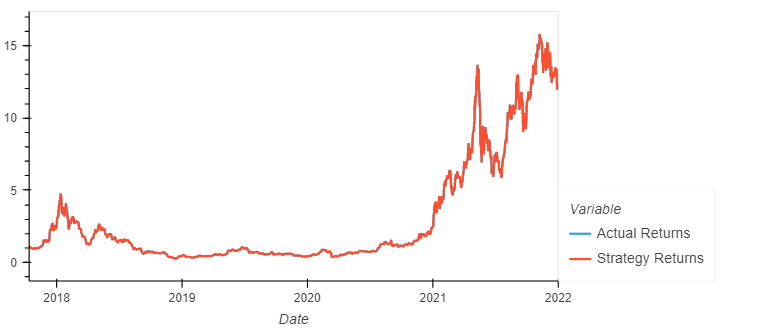 15
10
5
0
2018 2019 2020 2021 2022
Date
Variable
Actual Returns
Strategy Returns